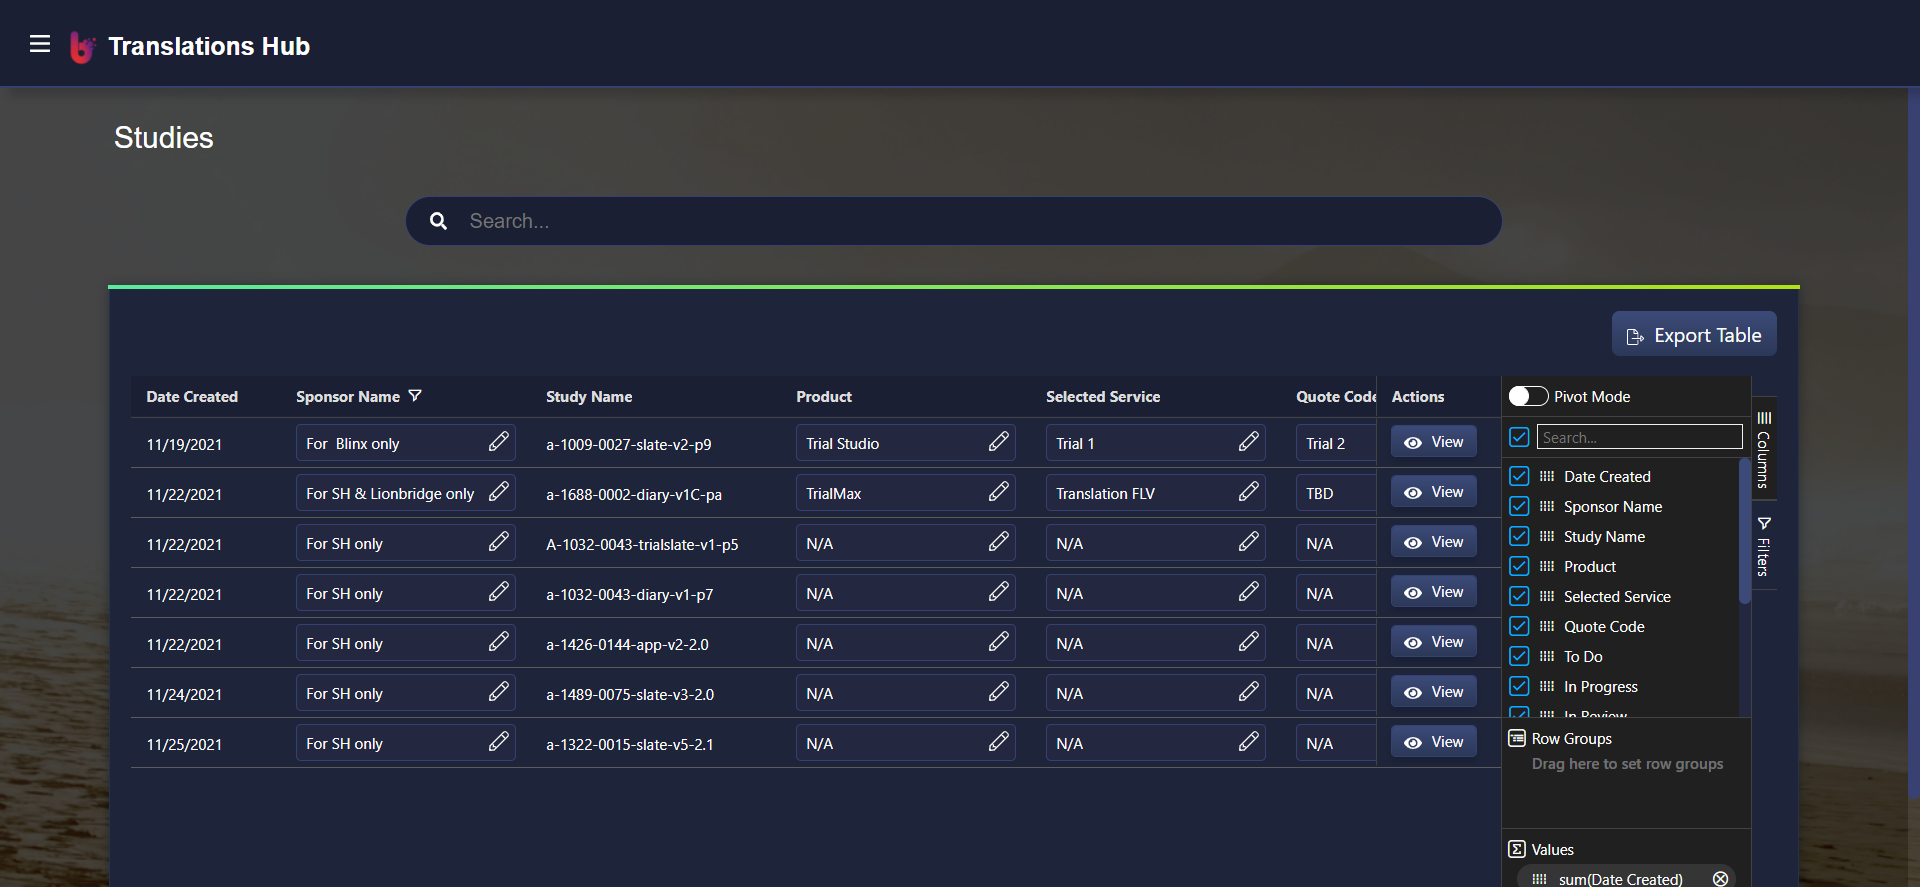 Translations Hub
Studies
Search...
Export Table
Date Created Sponsor Name Study Name Product Selected Service Quote Code Actions
11/19/2021 For  Blinx only a-1009-0027-slate-v2-p9 Trial Studio Trial 1 Trial 2 View
11/22/2021 For SH & Lionbridge only a-1688-0002-diary-v1C-pa TrialMax Translation FLV TBD View
11/22/2021 For SH only A-1032-0043-trialslate-v1-p5 N/A N/A N/A View
11/22/2021 For SH only a-1032-0043-diary-v1-p7 N/A N/A N/A View
11/22/2021 For SH only a-1426-0144-app-v2-2.0 N/A N/A N/A View
11/24/2021 For SH only a-1489-0075-slate-v3-2.0 N/A N/A N/A View
11/25/2021 For SH only a-1322-0015-slate-v5-2.1 N/A N/A N/A View
Pivot Mode
Search...
Date Created
Sponsor Name
Study Name
Product
Selected Service
Quote Code
To Do
In Progress
In Review
Row Groups
Drag here to set row groups
Values
sum(Date Created)
Columns
Filters